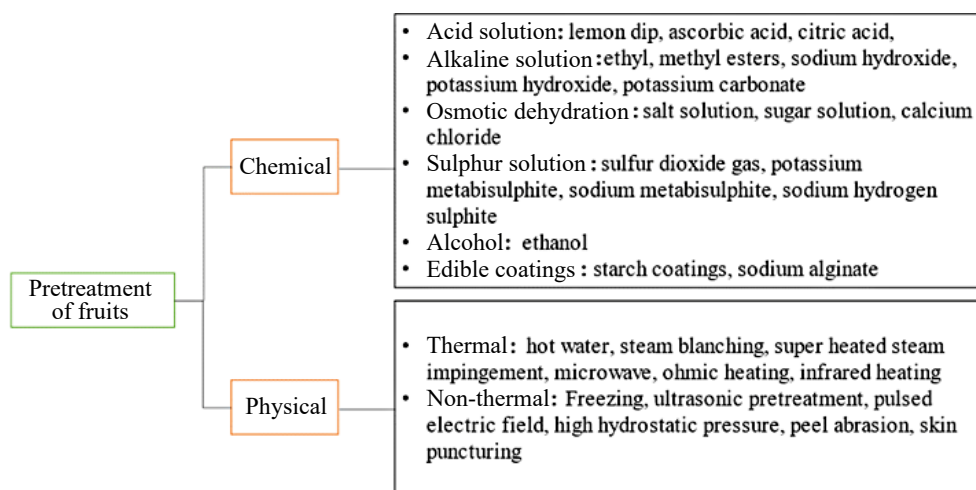 Pretreatment
of fruits
Chemical
• Acid solution: lemon dip, ascorbic acid, citric acid,
• Alkaline solution :ethyl, methyl esters, sodium hydroxide,
potassium hydroxide, potassium carbonate
• Osmotic dehydration : salt solution, sugar solution, calcium
chloride
• Sulphur solution : sulfur dioxide gas, potassium
metabisulphite, sodium metabisulphite, sodium hydrogen
sulphite
• Alcohol: ethanol
• Edible coatings : starch coatings, sodium alginate
Physical
• Thermal: hot water, steam blanching, super heated steam
impingement, microwave, ohmic heating, infrared heating
• Non-thermal: Freezing, ultrasonic pretreatment, pulsed
electric field, high hydrostatic pressure, peel abrasion, skin
puncturing